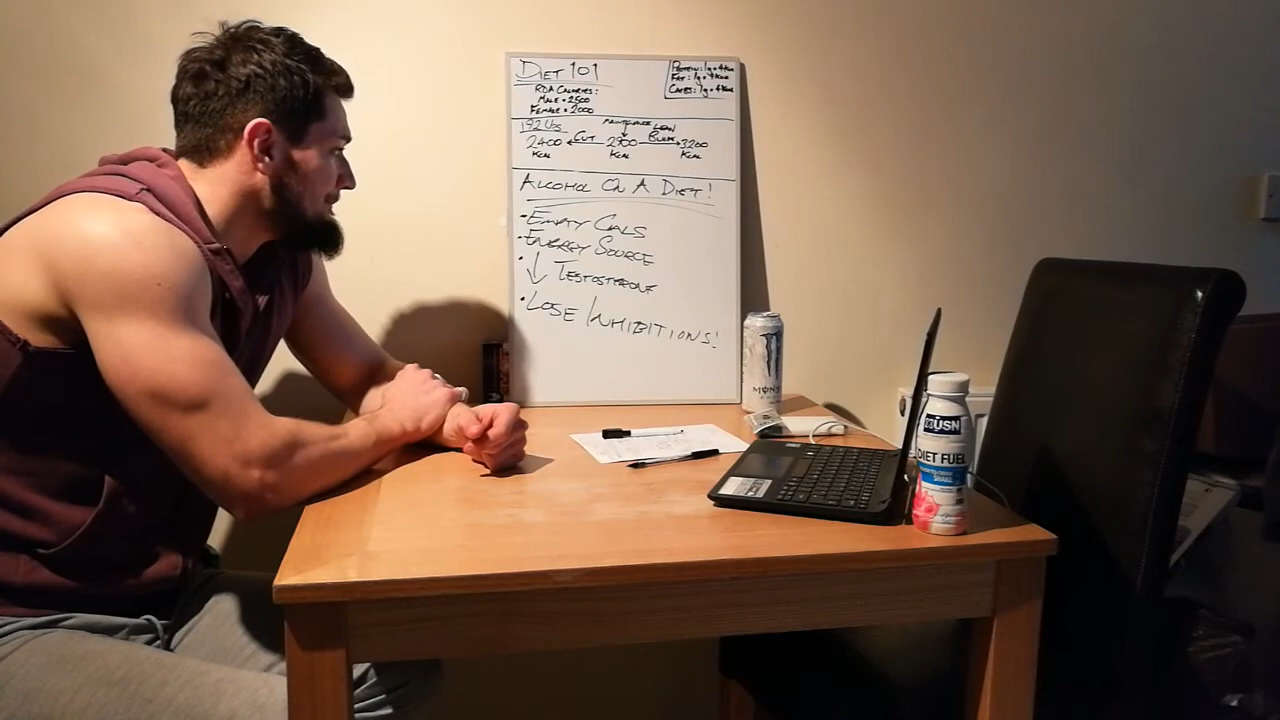 DIET 101
PROTEIN: 1g = 4Kcal
FAT: 1g = 9Kcal
CARBS: 1g = 4Kcal
RDA CALORIES:
MALE = 2500
FEMALE = 2000
192 lbs
MAINTENANCE
2400 ← CUT 2900 LEAN BULK → 3200
Kcal Kcal Kcal
ALCOHOL ON A DIET!
• EMPTY CALS
• ENERGY SOURCE
• ↓ TESTOSTERONE
• LOSE INHIBITIONS!
MONS
USN
DIET FUEL
SHAKE